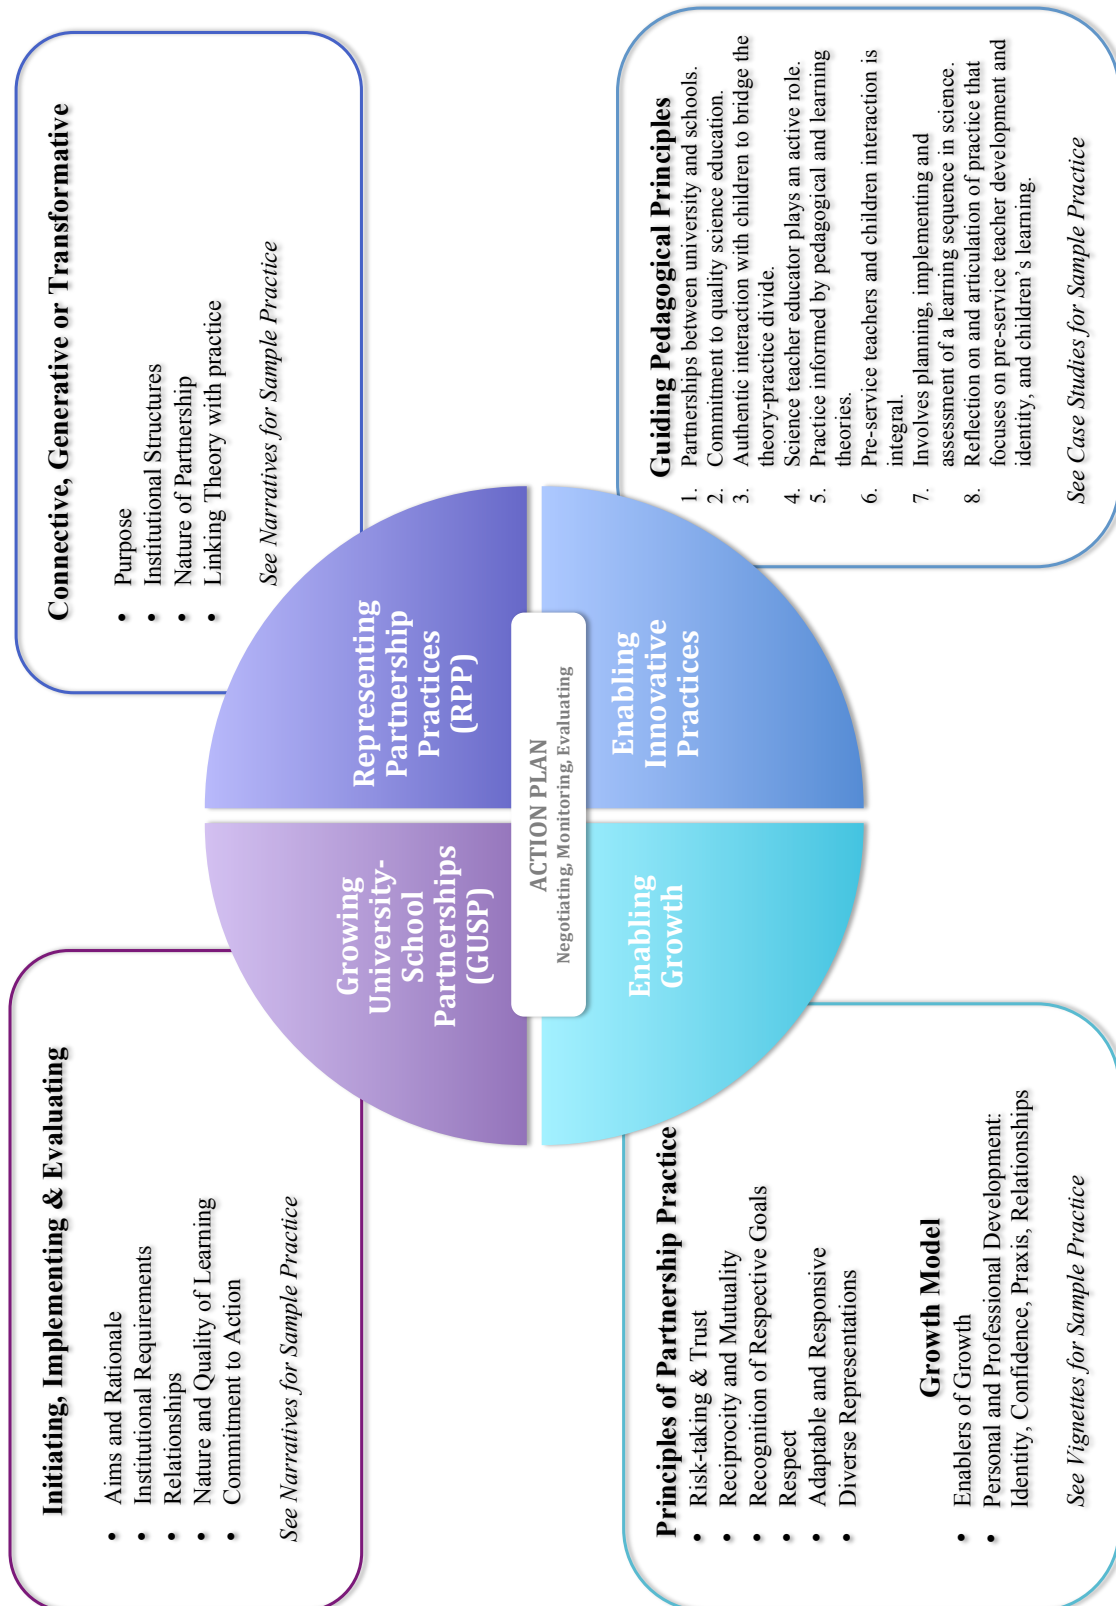 Initiating, Implementing & Evaluating
• Aims and Rationale
• Institutional Requirements
• Relationships
• Nature and Quality of Learning
• Commitment to Action
See Narratives for Sample Practice
Connective, Generative or Transformative
• Purpose
• Institutional Structures
• Nature of Partnership
• Linking Theory with practice
See Narratives for Sample Practice
Growing
University-
School
Partnerships
(GUSP)
Representing
Partnership
Practices
(RPP)
ACTION PLAN
Negotiating, Monitoring, Evaluating
Enabling
Growth
Enabling
Innovative
Practices
Principles of Partnership Practice
• Risk-taking & Trust
• Reciprocity and Mutuality
• Recognition of Respective Goals
• Respect
• Adaptable and Responsive
• Diverse Representations
Growth Model
• Enablers of Growth
• Personal and Professional Development:
Identity, Confidence, Praxis, Relationships
See Vignettes for Sample Practice
Guiding Pedagogical Principles
1. Partnerships between university and schools.
2. Commitment to quality science education.
3. Authentic interaction with children to bridge the
theory-practice divide.
4. Science teacher educator plays an active role.
5. Practice informed by pedagogical and learning
theories.
6. Pre-service teachers and children interaction is
integral.
7. Involves planning, implementing and
assessment of a learning sequence in science.
8. Reflection on and articulation of practice that
focuses on pre-service teacher development and
identity, and children's learning.
See Case Studies for Sample Practice